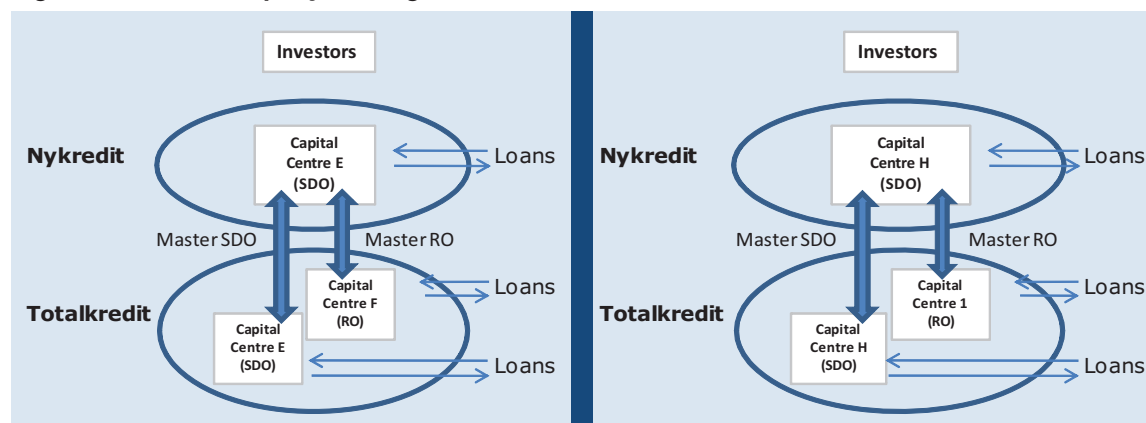 Investors
Nykredit
Capital
Centre E
(SDO)
Loans
Master SDO
Master RO
Totalkredit
Capital
Centre F
(RO)
Loans
Capital
Centre E
(SDO)
Loans
Investors
Nykredit
Capital
Centre H
(SDO)
Loans
Master SDO
Master RO
Totalkredit
Capital
Centre 1
(RO)
Loans
Capital
Centre H
(SDO)
Loans